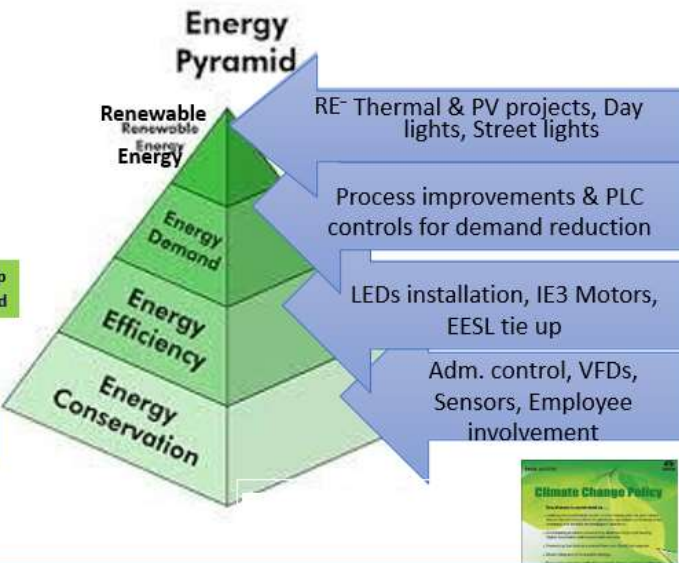 Energy
Pyramid
Renewable
Renewable
Energy
Energy
RE- Thermal & PV projects, Day
lights, Street lights
Energy
Demand
Process improvements & PLC
controls for demand reduction
Energy
Efficiency
LEDs installation, IE3 Motors,
EESL tie up
Energy
Conservation
Adm. control, VFDs,
Sensors, Employee
involvement
Climate Change Policy